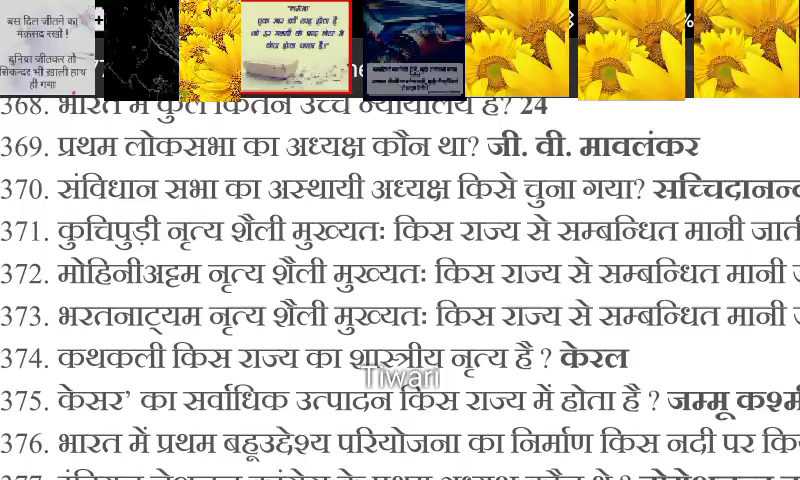 बस दिल जीतने का
मक़सद रखो !
दुनिया जीतकर तो
सिकन्दर भी ख़ाली हाथ
ही गया
368. भारत में कुल कितने उच्च न्यायालय हैं? 24
369. प्रथम लोकसभा का अध्यक्ष कौन था? जी. वी. मावलंकर
370. संविधान सभा का अस्थायी अध्यक्ष किसे चुना गया? सच्चिदानन्द
371. कुचिपुड़ी नृत्य शैली मुख्यतः किस राज्य से सम्बन्धित मानी जाती
372. मोहिनीअट्टम नृत्य शैली मुख्यतः किस राज्य से सम्बन्धित मानी ज
373. भरतनाट्यम नृत्य शैली मुख्यतः किस राज्य से सम्बन्धित मानी ज
374. कथकली किस राज्य का शास्त्रीय नृत्य है ? केरल
Tiwari
375. केसर’ का सर्वाधिक उत्पादन किस राज्य में होता है ? जम्मू कश्मी
376. भारत में प्रथम बहूउद्देश्य परियोजना का निर्माण किस नदी पर कि